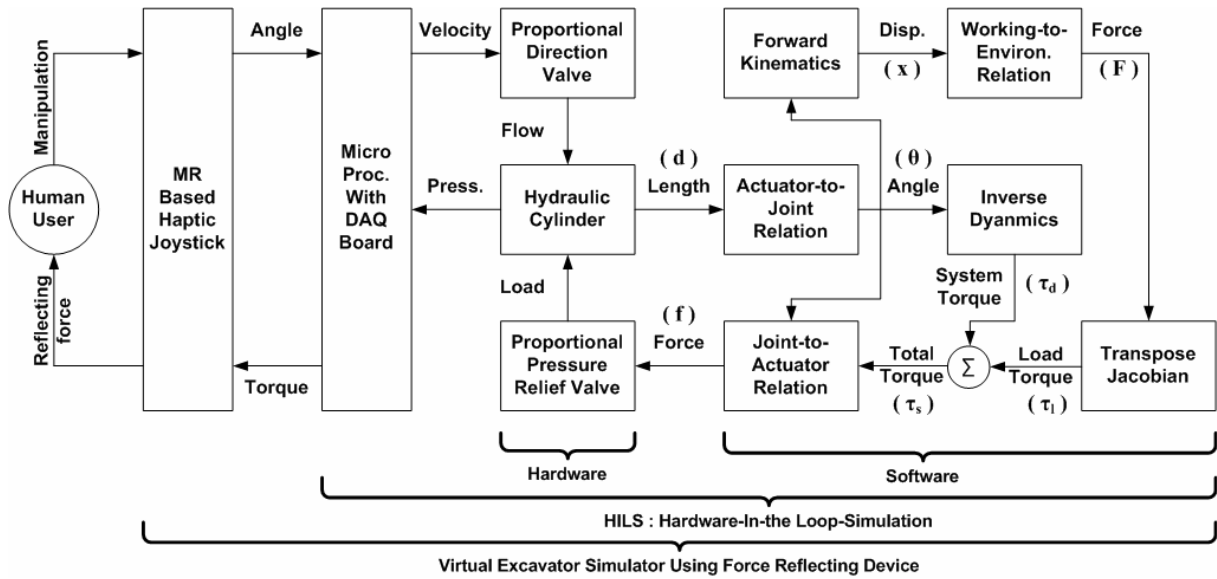 Human
User
Manipulation
Reflecting
force
MR
Based
Haptic
Joystick
Angle
Torque
Micro
Proc.
With
DAQ
Board
Velocity
Press.
Proportional
Direction
Valve
Flow
Hydraulic
Cylinder
Load
Proportional
Pressure
Relief Valve
( d )
Length
( f )
Force
Forward
Kinematics
Actuator-to-
Joint
Relation
Joint-to-
Actuator
Relation
Disp.
( x )
( θ )
Angle
Working-to-
Environ.
Relation
Force
( F )
Inverse
Dyanmics
System
Torque
( τd )
Total
Torque
( τs )
Σ
Load
Torque
( τl )
Transpose
Jacobian
Hardware
Software
HILS : Hardware-In-the Loop-Simulation
Virtual Excavator Simulator Using Force Reflecting Device